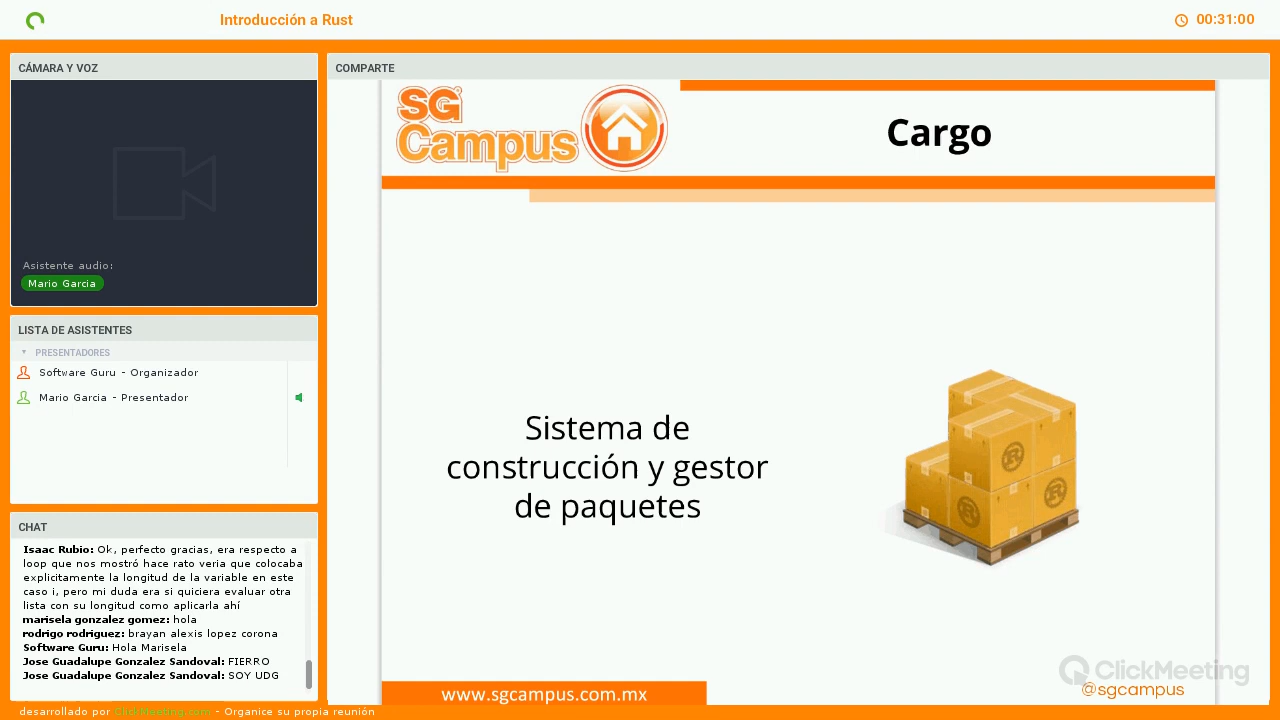 Introducción a Rust
00:31:00
CÁMARA Y VOZ
Asistente audio:
Mario Garcia
LISTA DE ASISTENTES
PRESENTADORES
Software Guru - Organizador
Mario Garcia - Presentador
CHAT
Isaac Rubio: Ok, perfecto gracias, era respecto a
loop que nos mostró hace rato veria que colocaba
explicitamente la longitud de la variable en este
caso i, pero mi duda era si quiciera evaluar otra
lista con su longitud como aplicarla ahí
marisela gonzalez gomez: hola
rodrigo rodriguez: brayan alexis lopez corona
Software Guru: Hola Marisela
Jose Guadalupe Gonzalez Sandoval: FIERRO
Jose Guadalupe Gonzalez Sandoval: SOY UDG
desarrollado por ClickMeeting.com - Organice su propia reunión
COMPARTE
SG
Campus
Cargo
Sistema de
construcción y gestor
de paquetes
R
R
R
www.sgcampus.com.mx
ClickMeeting
@sgcampus